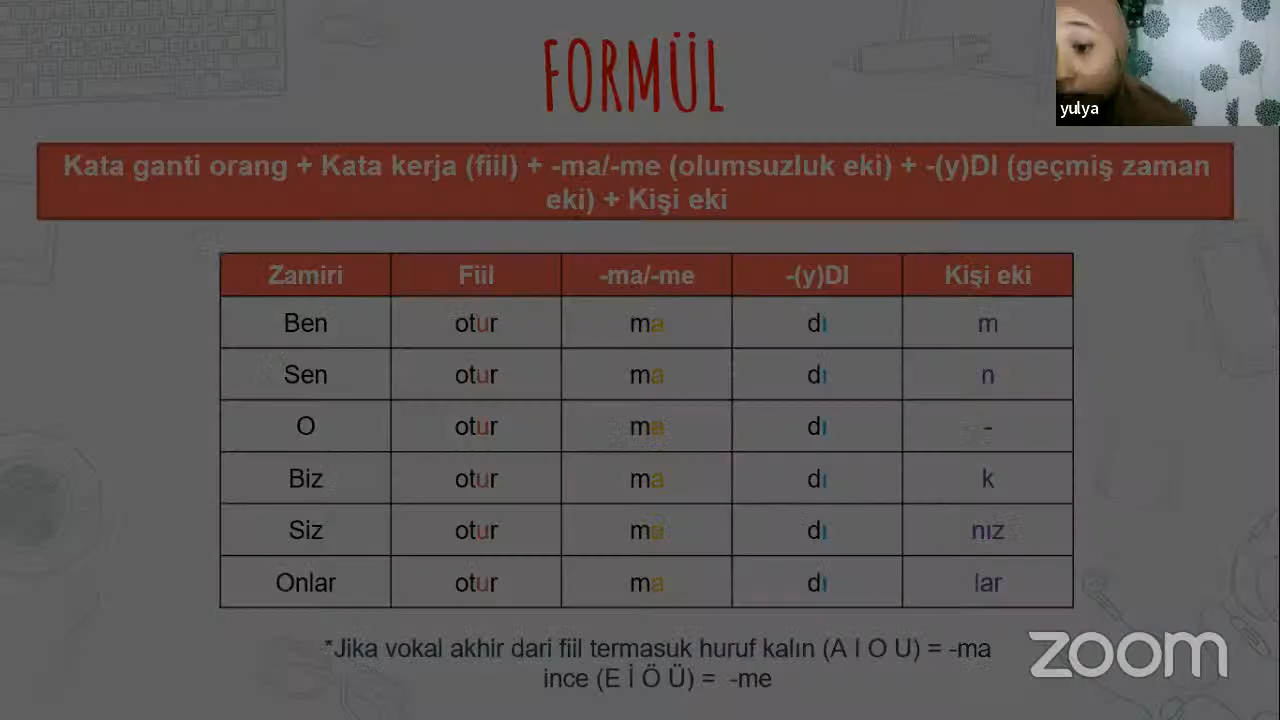 FORMÜL
yulya
Kata ganti orang + Kata kerja (fiil) + -ma/-me (olumsuzluk eki) + -(y)DI (geçmiş zaman
eki) + Kişi eki
Zamiri Fiil -ma/-me -(y)DI Kişi eki
Ben otur ma dı m
Sen otur ma dı n
O otur ma dı -
Biz otur ma dı k
Siz otur ma dı nız
Onlar otur ma dı lar
*Jika vokal akhir dari fiil termasuk huruf kalın (A I O U) = -ma
ince (E İ Ö Ü) = -me
zoom